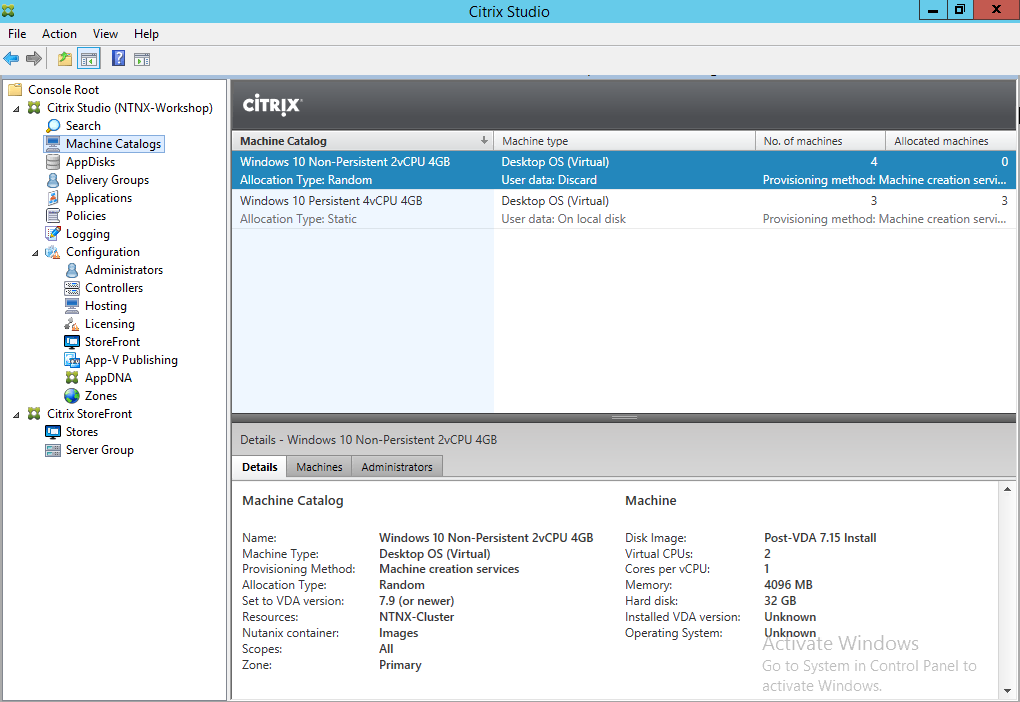 Citrix Studio
File Action View Help
Console Root
Citrix Studio (NTNX-Workshop)
Search
Machine Catalogs
AppDisks
Delivery Groups
Applications
Policies
Logging
Configuration
Administrators
Controllers
Hosting
Licensing
StoreFront
App-V Publishing
AppDNA
Zones
Citrix StoreFront
Stores
Server Group
CİTRIX
Machine Catalog Machine type No. of machines Allocated machines
Windows 10 Non-Persistent 2vCPU 4GB Desktop OS (Virtual) 4 0
Allocation Type: Random User data: Discard Provisioning method: Machine creation servi...
Windows 10 Persistent 4vCPU 4GB Desktop OS (Virtual) 3 3
Allocation Type: Static User data: On local disk Provisioning method: Machine creation servi...
Details - Windows 10 Non-Persistent 2vCPU 4GB
Details Machines Administrators
Machine Catalog
Name: Windows 10 Non-Persistent 2vCPU 4GB
Machine Type: Desktop OS (Virtual)
Provisioning Method: Machine creation services
Allocation Type: Random
Set to VDA version: 7.9 (or newer)
Resources: NTNX-Cluster
Nutanix container: Images
Scopes: All
Zone: Primary
Machine
Disk Image: Post-VDA 7.15 Install
Virtual CPUs: 2
Cores per vCPU: 1
Memory: 4096 MB
Hard disk: 32 GB
Installed VDA version: Unknown
Operating System: Unknown
Activate Windows
Go to System in Control Panel to
activate Windows.